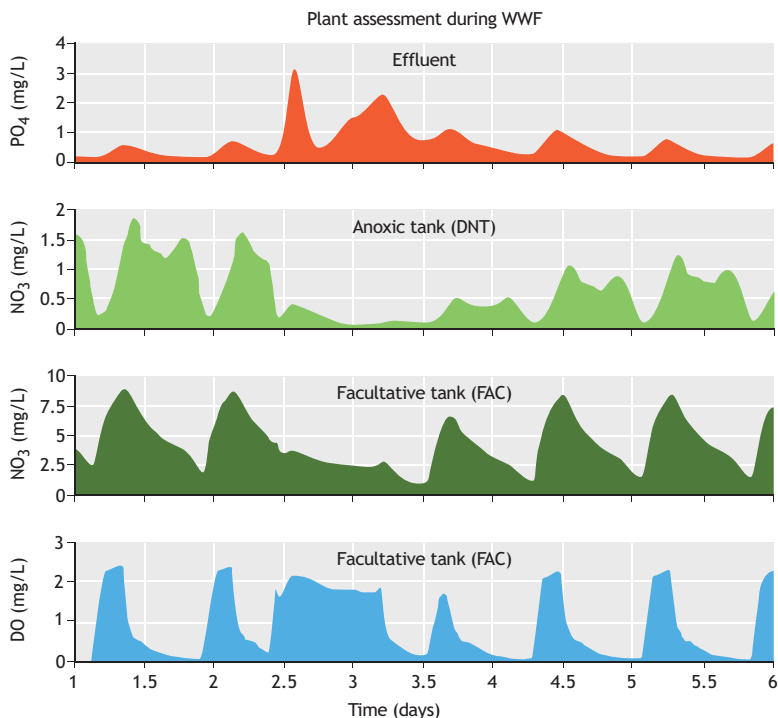 Plant assessment during WWF
Effluent
PO4 (mg/L)
4
3
2
1
0
Anoxic tank (DNT)
NO3 (mg/L)
2
1.5
1
0.5
0
Facultative tank (FAC)
NO3 (mg/L)
10
7.5
5
2.5
0
Facultative tank (FAC)
DO (mg/L)
3
2
1
0
1 1.5 2 2.5 3 3.5 4 4.5 5 5.5 6
Time (days)